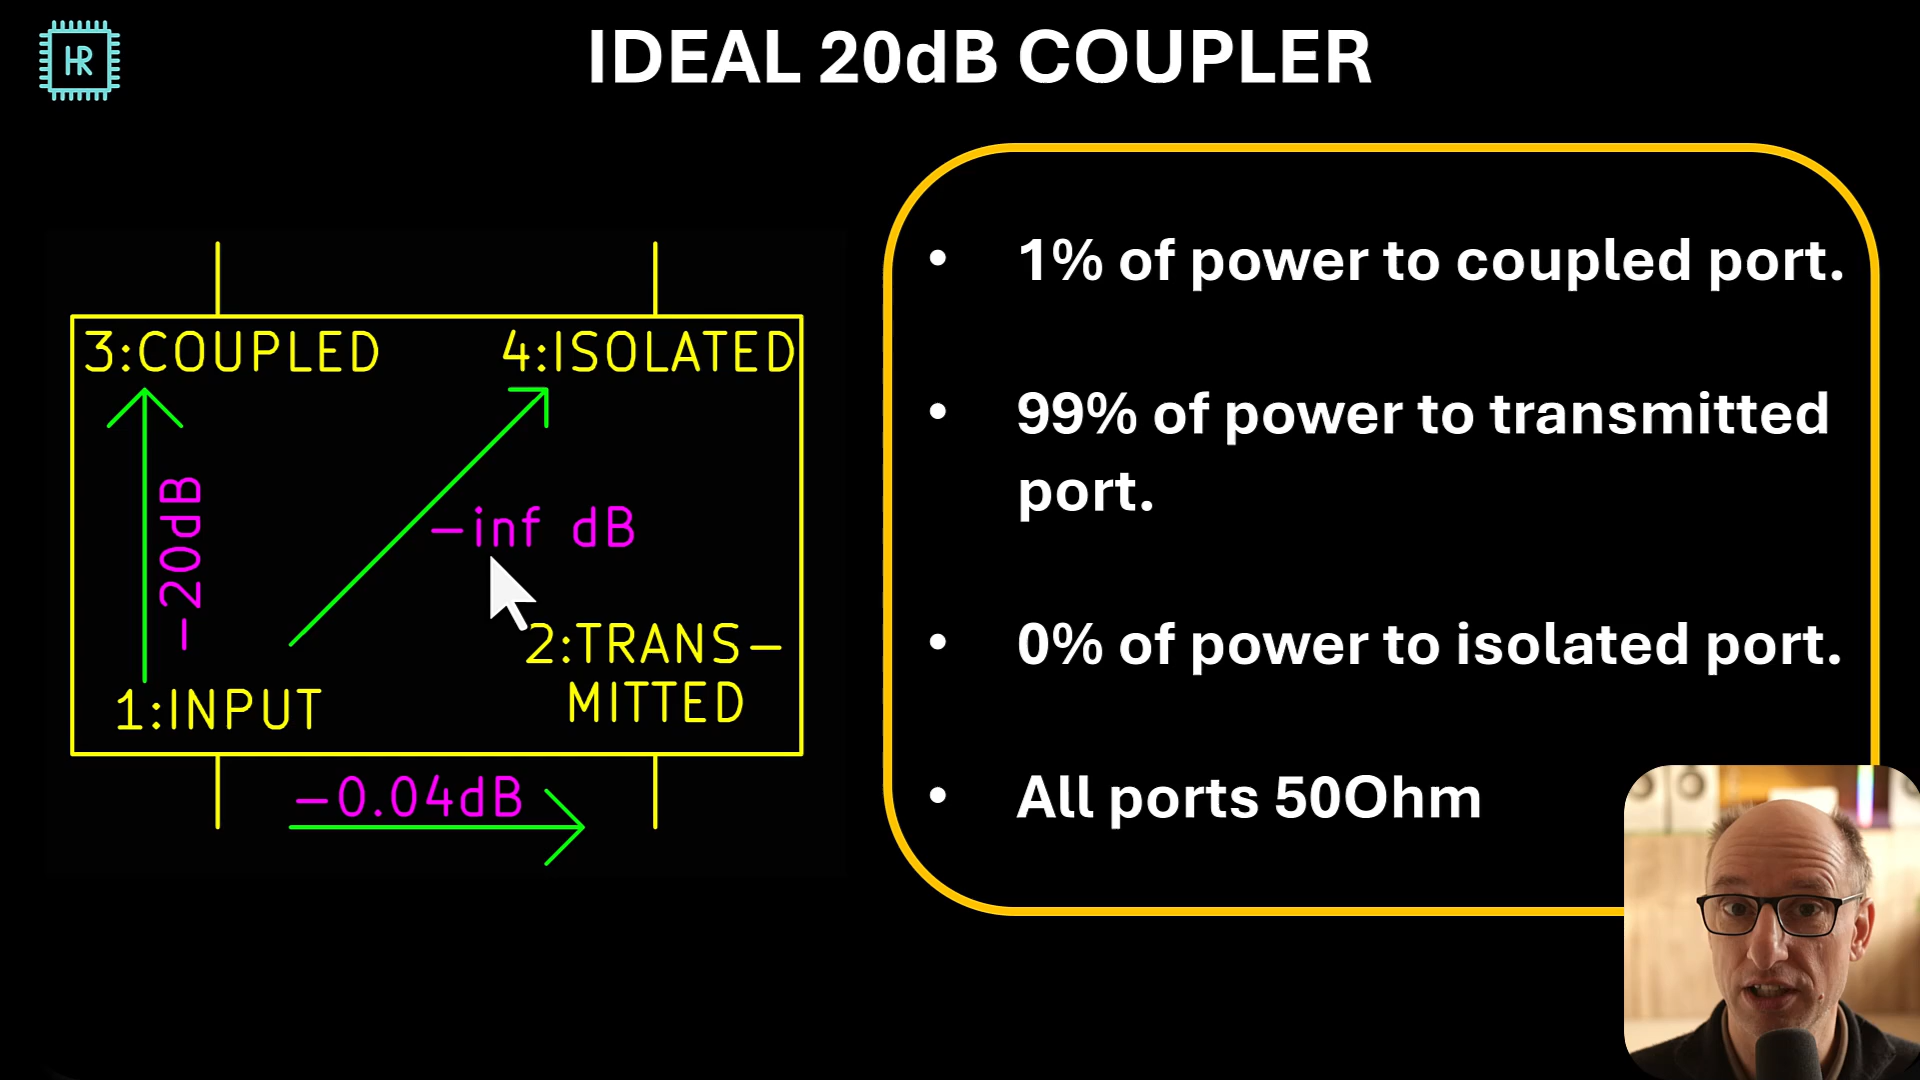 HR
IDEAL 20dB COUPLER
3:COUPLED
4:ISOLATED
-20dB
-inf dB
2:TRANS-
MITTED
1:INPUT
-0.04dB
• 1% of power to coupled port.
• 99% of power to transmitted
port.
• 0% of power to isolated port.
• All ports 50Ohm